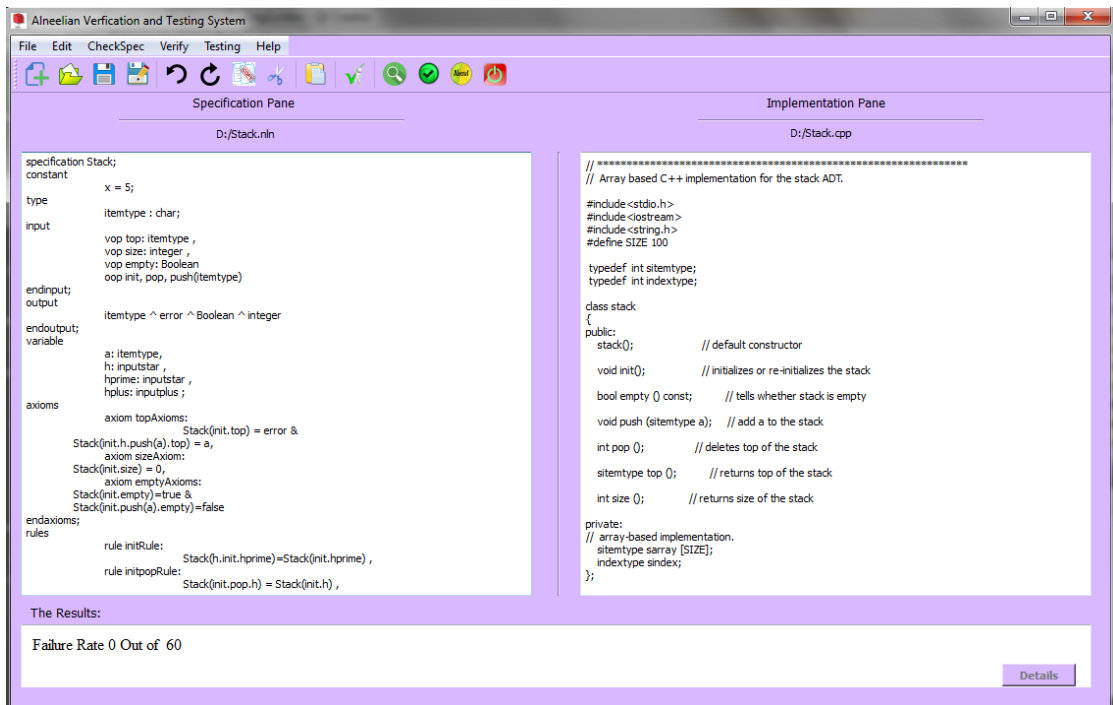 Alneelian Verfication and Testing System
File Edit CheckSpec Verify Testing Help
About
Specification Pane
D:/Stack.nln
specification Stack;
constant
x = 5;
type
itemtype : char;
input
vop top: itemtype ,
vop size: integer ,
vop empty: Boolean
oop init, pop, push(itemtype)
endinput;
output
itemtype ^ error ^ Boolean ^ integer
endoutput;
variable
a: itemtype,
h: inputstar ,
hprime: inputstar ,
hplus: inputplus ;
axioms
axiom topAxioms:
Stack(init.top) = error &
Stack(init.h.push(a).top) = a,
axiom sizeAxiom:
Stack(init.size) = 0,
axiom emptyAxioms:
Stack(init.empty)=true &
Stack(init.push(a).empty)=false
endaxioms;
rules
rule initRule:
Stack(h.init.hprime)=Stack(init.hprime) ,
rule initpopRule:
Stack(init.pop.h) = Stack(init.h) ,
Implementation Pane
D:/Stack.cpp
// **************************************************************
// Array based C++ implementation for the stack ADT.
#include<stdio.h>
#include<iostream>
#include<string.h>
#define SIZE 100
typedef int sitemtype;
typedef int indextype;
class stack
{
public:
stack(); // default constructor
void init(); // initializes or re-initializes the stack
bool empty () const; // tells whether stack is empty
void push (sitemtype a); // add a to the stack
int pop (); // deletes top of the stack
sitemtype top (); // returns top of the stack
int size (); // returns size of the stack
private:
// array-based implementation.
sitemtype sarray [SIZE];
indextype sindex;
};
The Results:
Failure Rate 0 Out of 60
Details